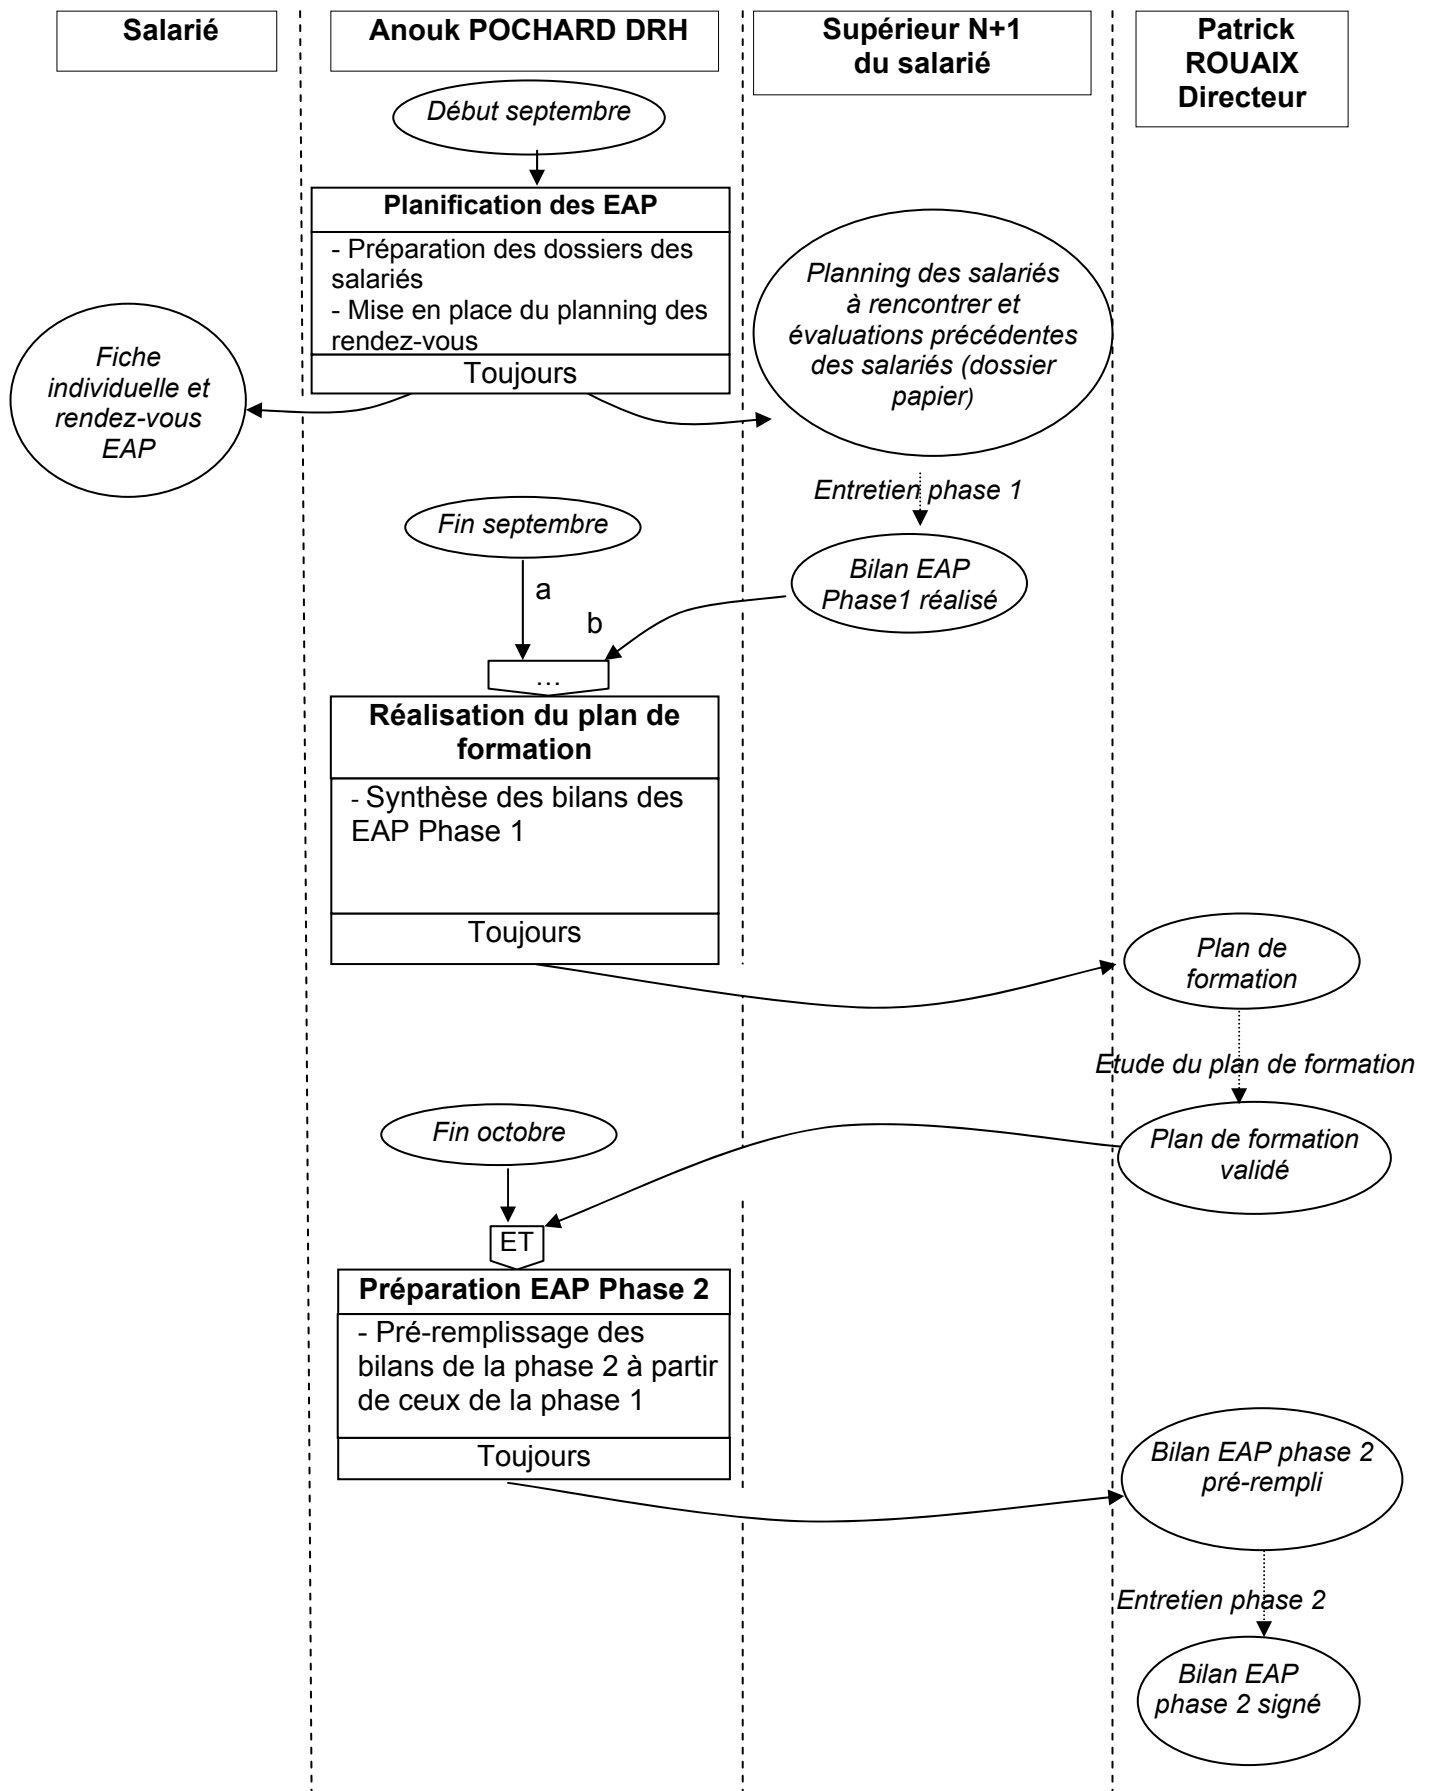 Salarié
Anouk POCHARD DRH
Supérieur N+1
du salarié
Patrick
ROUAIX
Directeur
Début septembre
Planification des EAP
- Préparation des dossiers des
salariés
- Mise en place du planning des
rendez-vous
Toujours
Planning des salariés
à rencontrer et
évaluations précédentes
des salariés (dossier
papier)
Fiche
individuelle et
rendez-vous
EAP
Entretien phase 1
Fin septembre
Bilan EAP
Phase1 réalisé
a
b
...
Réalisation du plan de
formation
- Synthèse des bilans des
EAP Phase 1
Toujours
Plan de
formation
Etude du plan de formation
Fin octobre
Plan de formation
validé
ET
Préparation EAP Phase 2
- Pré-remplissage des
bilans de la phase 2 à partir
de ceux de la phase 1
Toujours
Bilan EAP phase 2
pré-rempli
Entretien phase 2
Bilan EAP
phase 2 signé